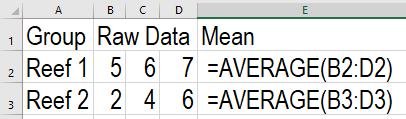 A B C D E
1 Group Raw Data Mean
2 Reef 1 5 6 7 =AVERAGE(B2:D2)
3 Reef 2 2 4 6 =AVERAGE(B3:D3)